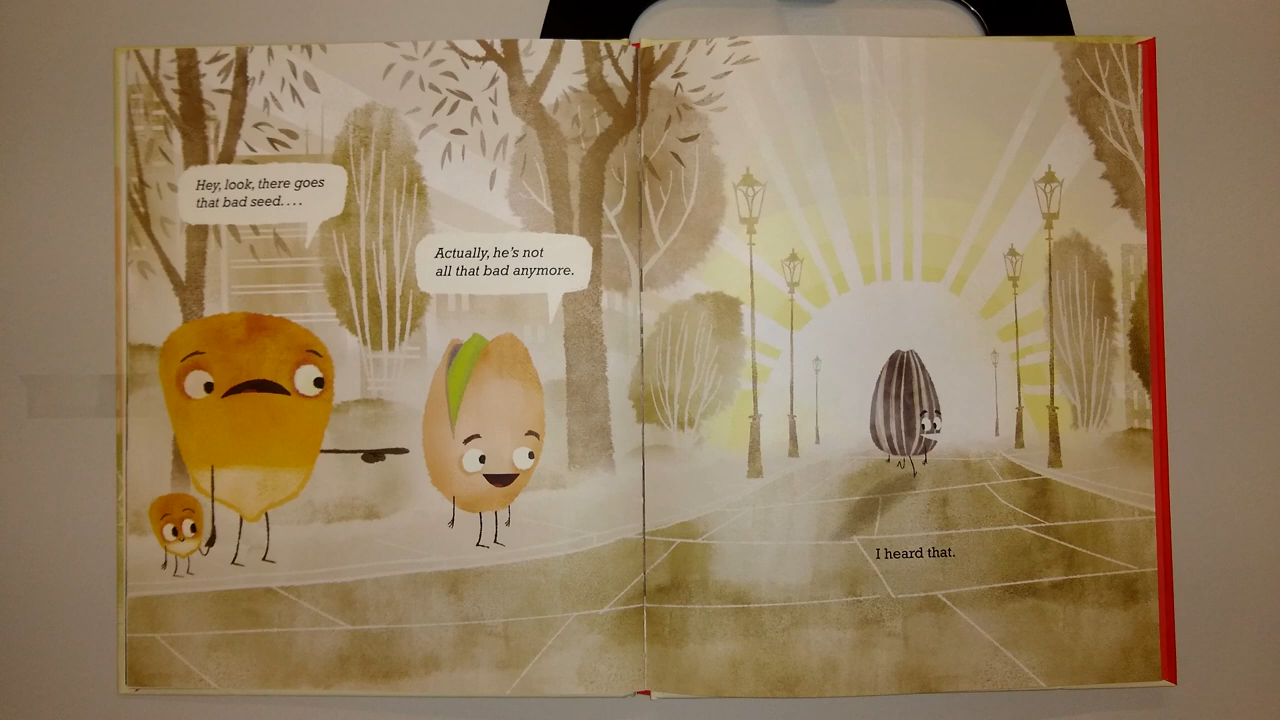 Hey, look, there goes
that bad seed....
Actually, he's not
all that bad anymore.
I heard that.